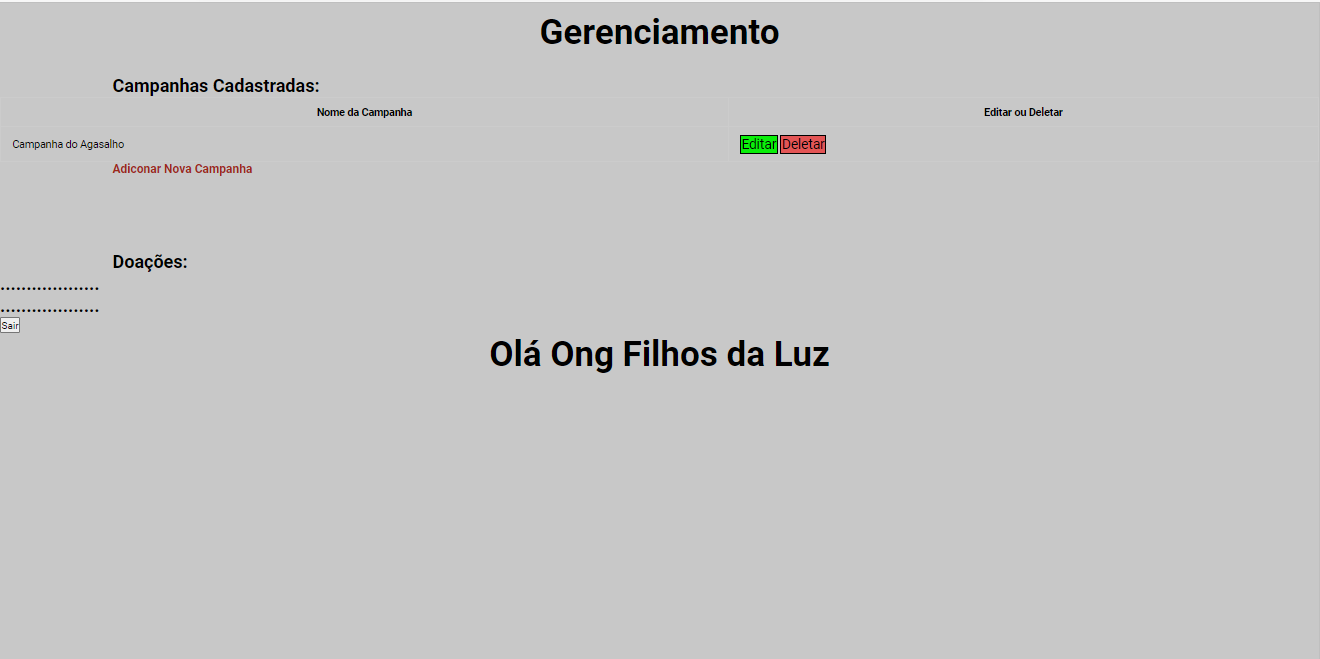 Gerenciamento
Campanhas Cadastradas:
Nome da Campanha Editar ou Deletar
Campanha do Agasalho Editar Deletar
Adiconar Nova Campanha
Doações:
...................
...................
Sair
Olá Ong Filhos da Luz